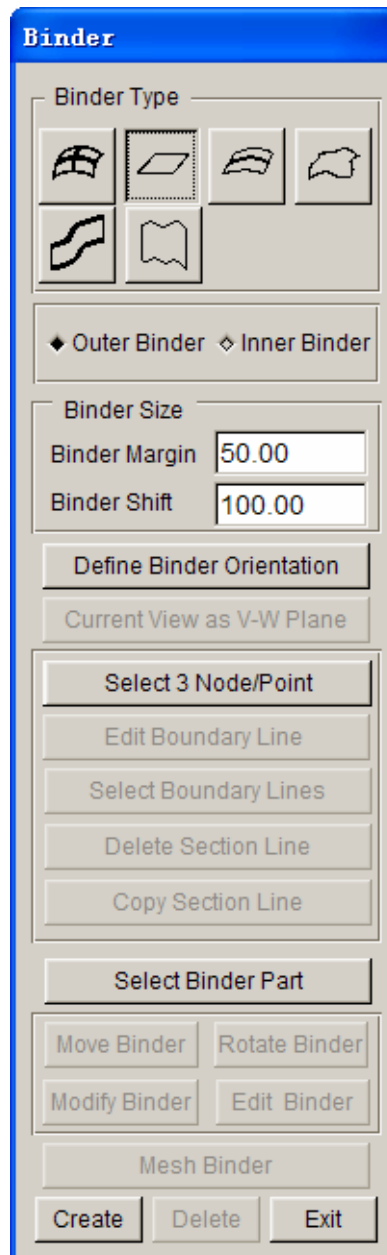 Binder
Binder Type
Outer Binder Inner Binder
Binder Size
Binder Margin 50.00
Binder Shift 100.00
Define Binder Orientation
Current View as V-W Plane
Select 3 Node/Point
Edit Boundary Line
Select Boundary Lines
Delete Section Line
Copy Section Line
Select Binder Part
Move Binder Rotate Binder
Modify Binder Edit Binder
Mesh Binder
Create Delete Exit